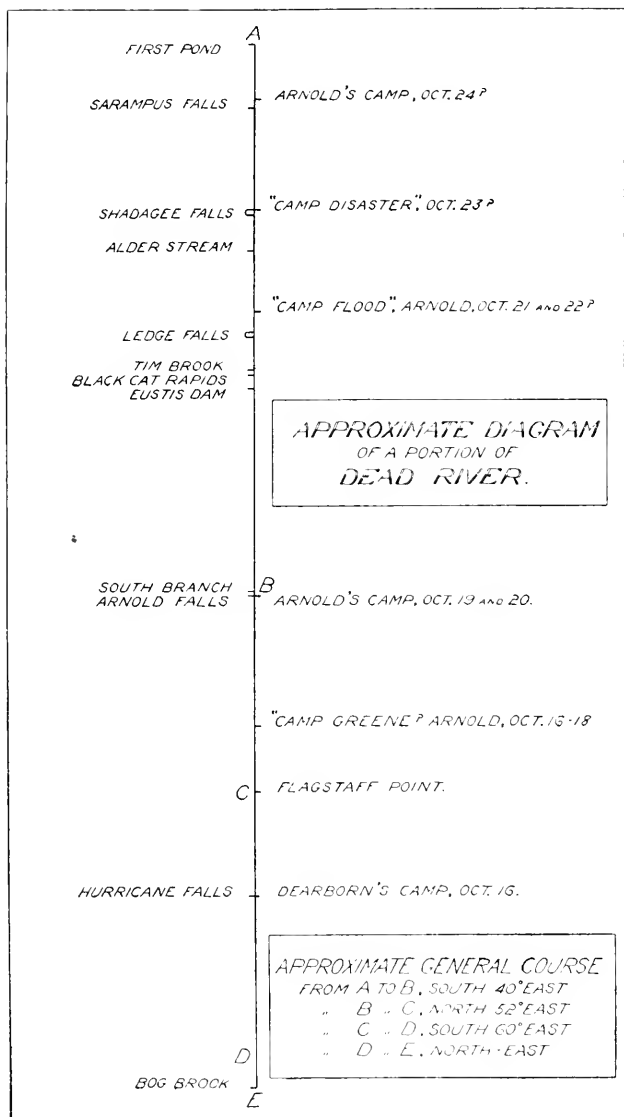 A
FIRST POND
ARNOLD'S CAMP, OCT. 24?
SARAMPUS FALLS
"CAMP DISASTER", OCT. 23?
SHADAGEE FALLS
ALDER STREAM
"CAMP FLOOD", ARNOLD, OCT. 21 AND 22?
LEDGE FALLS
TIM BROOK
BLACK CAT RAPIDS
EUSTIS DAM
APPROXIMATE DIAGRAM
OF A PORTION OF
DEAD RIVER.
SOUTH BRANCH B
ARNOLD FALLS ARNOLD'S CAMP, OCT. 19 AND 20.
"CAMP GREENE? ARNOLD, OCT. 16-18
C FLAGSTAFF POINT.
HURRICANE FALLS DEARBORN'S CAMP, OCT. 16.
APPROXIMATE GENERAL COURSE
FROM A TO B, SOUTH 40° EAST
" B " C, NORTH 52° EAST
" C " D, SOUTH 60° EAST
" D " E, NORTH-EAST
D
BOG BROCK
E